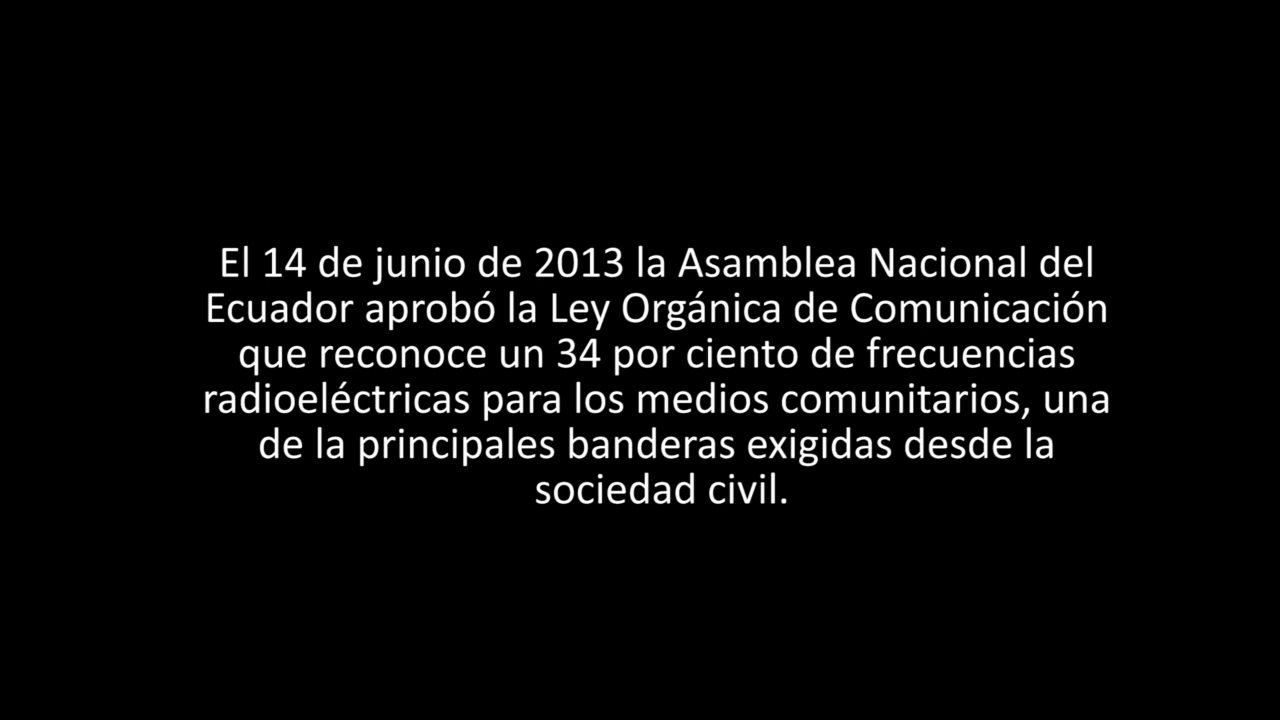 El 14 de junio de 2013 la Asamblea Nacional del
Ecuador aprobó la Ley Orgánica de Comunicación
que reconoce un 34 por ciento de frecuencias
radioeléctricas para los medios comunitarios, una
de la principales banderas exigidas desde la
sociedad civil.